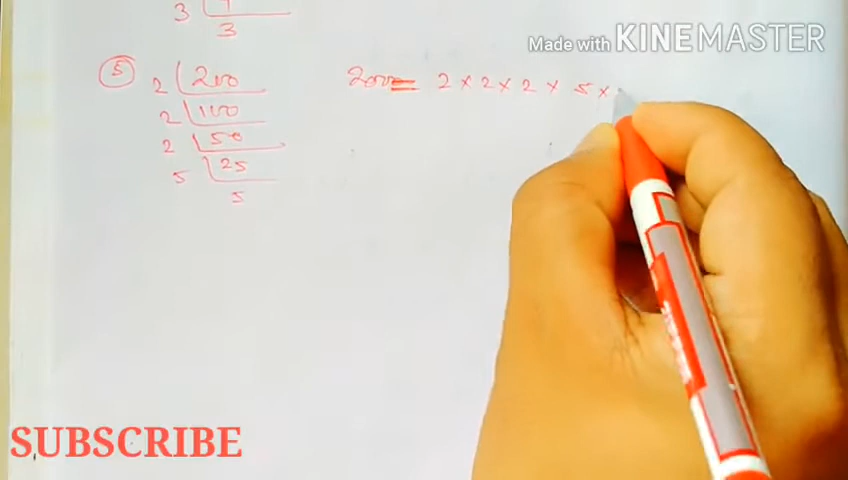 3
3
Made with KINEMASTER
5
2 200 2000 = 2 × 2 × 2 × 5 ×
2 100
2 50
5 25
5
SUBSCRIBE